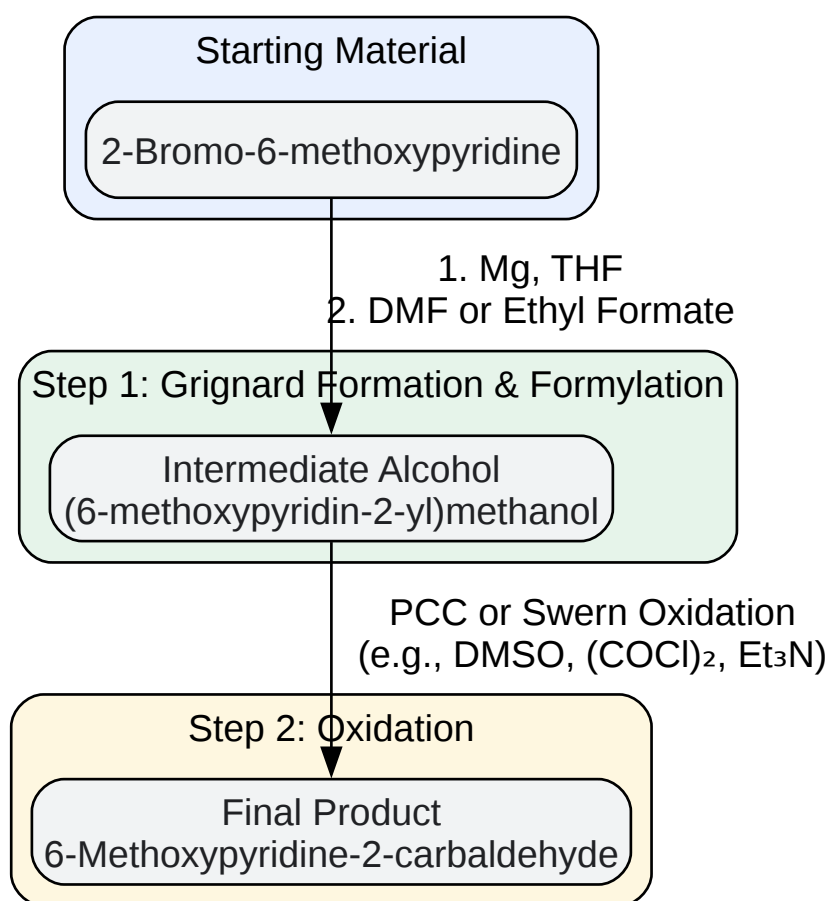 Starting Material
2-Bromo-6-methoxypyridine
1. Mg, THF
2. DMF or Ethyl Formate
Step 1: Grignard Formation & Formylation
Intermediate Alcohol
(6-methoxypyridin-2-yl)methanol
PCC or Swern Oxidation
(e.g., DMSO, (COCl)₂, Et₃N)
Step 2: Oxidation
Final Product
6-Methoxypyridine-2-carbaldehyde